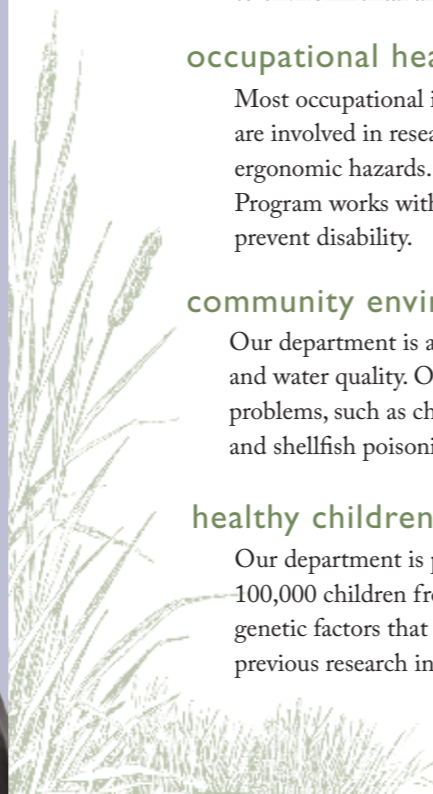 occupational hea
Most occupational i
are involved in resea
ergonomic hazards.
Program works with
prevent disability.
community envir
Our department is a
and water quality. O
problems, such as ch
and shellfish poisoni
healthy children
Our department is p
100,000 children fro
genetic factors that
previous research in